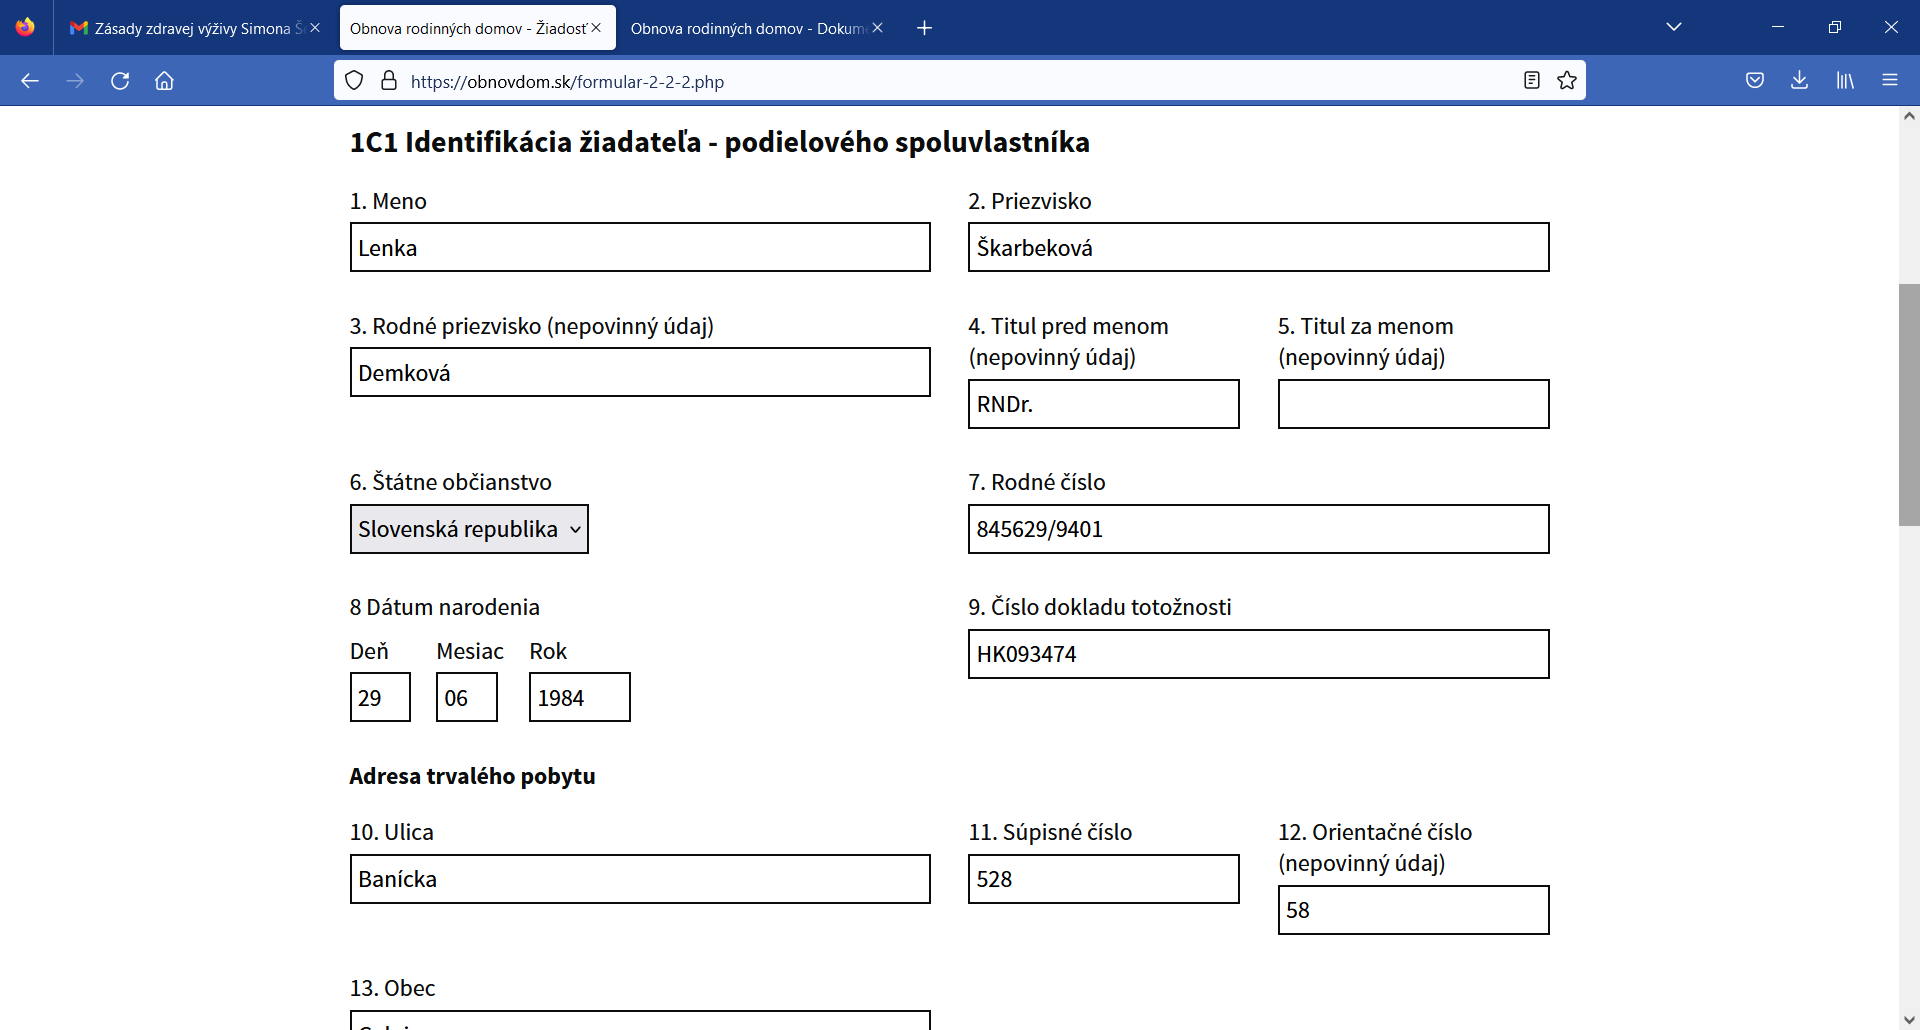 Zásady zdravej výživy Simona
Obnova rodinných domov - Žiadosť
Obnova rodinných domov - Dokume
https://obnovdom.sk/formular-2-2-2.php
1C1 Identifikácia žiadateľa - podielového spoluvlastníka
1. Meno
2. Priezvisko
Lenka
Škarbeková
3. Rodné priezvisko (nepovinný údaj)
4. Titul pred menom
(nepovinný údaj)
5. Titul za menom
(nepovinný údaj)
Demková
RNDr.
6. Štátne občianstvo
7. Rodné číslo
Slovenská republika
845629/9401
8 Dátum narodenia
9. Číslo dokladu totožnosti
Deň
Mesiac
Rok
HK093474
29
06
1984
Adresa trvalého pobytu
10. Ulica
11. Súpisné číslo
12. Orientačné číslo
(nepovinný údaj)
Banícka
528
58
13. Obec